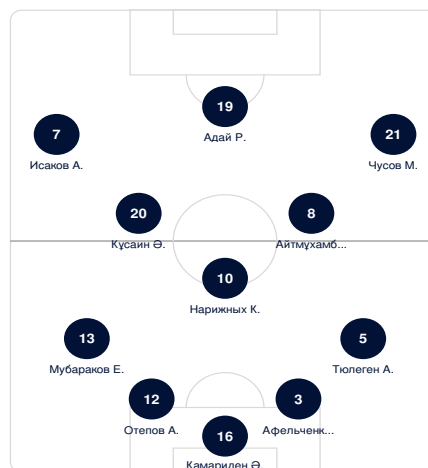 19
Адай Р.
7
Исаков А.
21
Чусов М.
20
Құсаин Ә.
8
Айтмұхамб...
10
Нарижных К.
13
Мубараков Е.
5
Тюлеген А.
12
Отепов А.
3
Афельченк...
16
Камариден Ә.